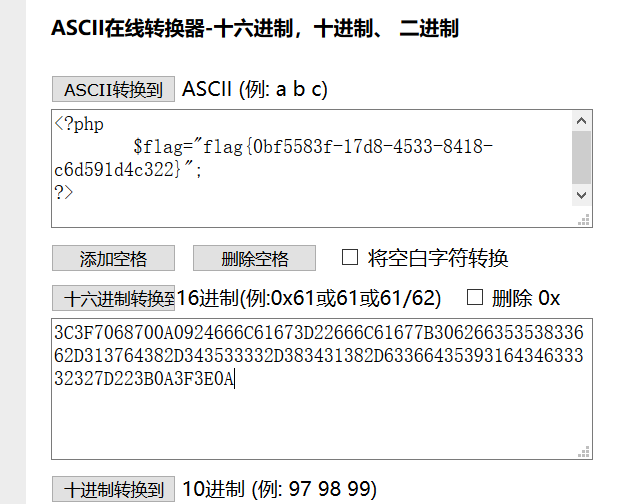 ASCII在线转换器-十六进制，十进制、 二进制
ASCII转换到 ASCII (例: a b c)
<?php
$flag="flag{0bf5583f-17d8-4533-8418-
c6d591d4c322}";
?>
添加空格 删除空格 将空白字符转换
十六进制转换到 16进制(例:0x61或61或61/62) 删除 0x
3C3F7068700A0924666C61673D22666C61677B306266353538336
62D313764382D343533332D383431382D63366435393164346333
32327D223B0A3F3E0A
十进制转换到 10进制 (例: 97 98 99)